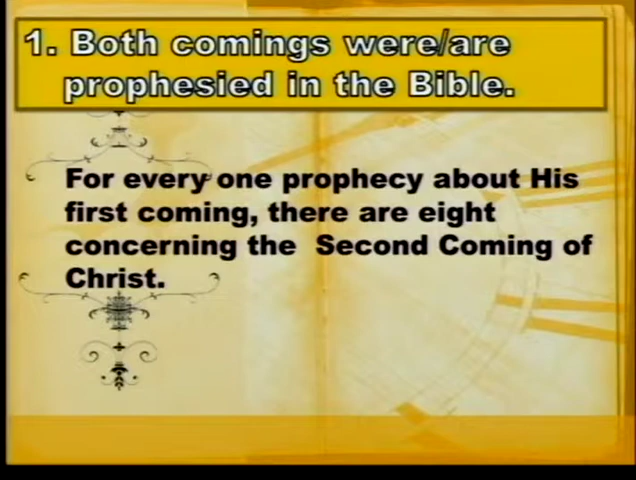 1. Both comings were/are
prophesied in the Bible.
For every one prophecy about His
first coming, there are eight
concerning the Second Coming of
Christ.